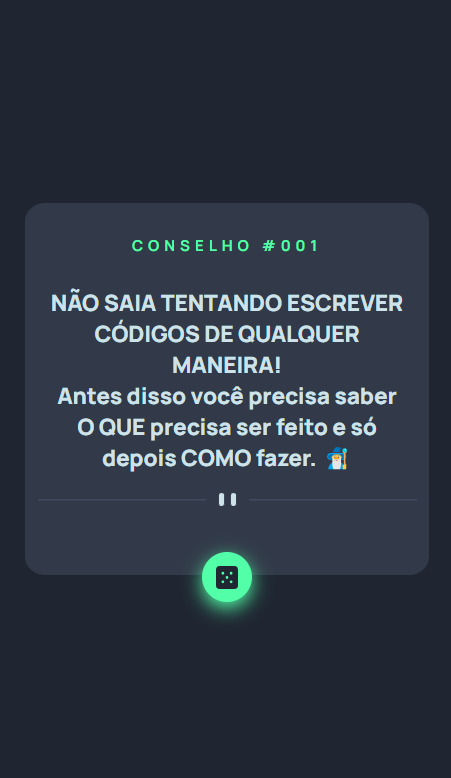 CONSELHO #001
NÃO SAIA TENTANDO ESCREVER
CÓDIGOS DE QUALQUER
MANEIRA!
Antes disso você precisa saber
O QUE precisa ser feito e só
depois COMO fazer. 🧙‍♂️